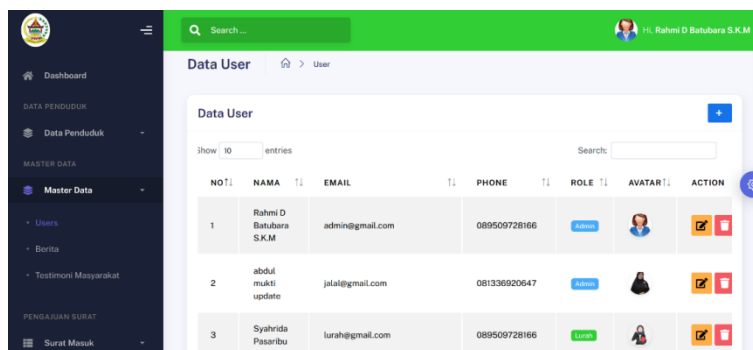 Search ...
Hi, Rahmi D Batubara S.K.M
Dashboard
DATA PENDUDUK
Data Penduduk
MASTER DATA
Master Data
Users
Berita
Testimoni Masyarakat
PENGAJUAN SURAT
Surat Masuk
Data User
> User
Data User
+
Show 10 entries
Search:
NO NAMA EMAIL PHONE ROLE AVATAR ACTION
1 Rahmi D Batubara S.K.M admin@gmail.com 089509728166 Admin
2 abdul mukti update jalal@gmail.com 081336920647 Admin
3 Syahrida Pasaribu lurah@gmail.com 089509728166 Lurah